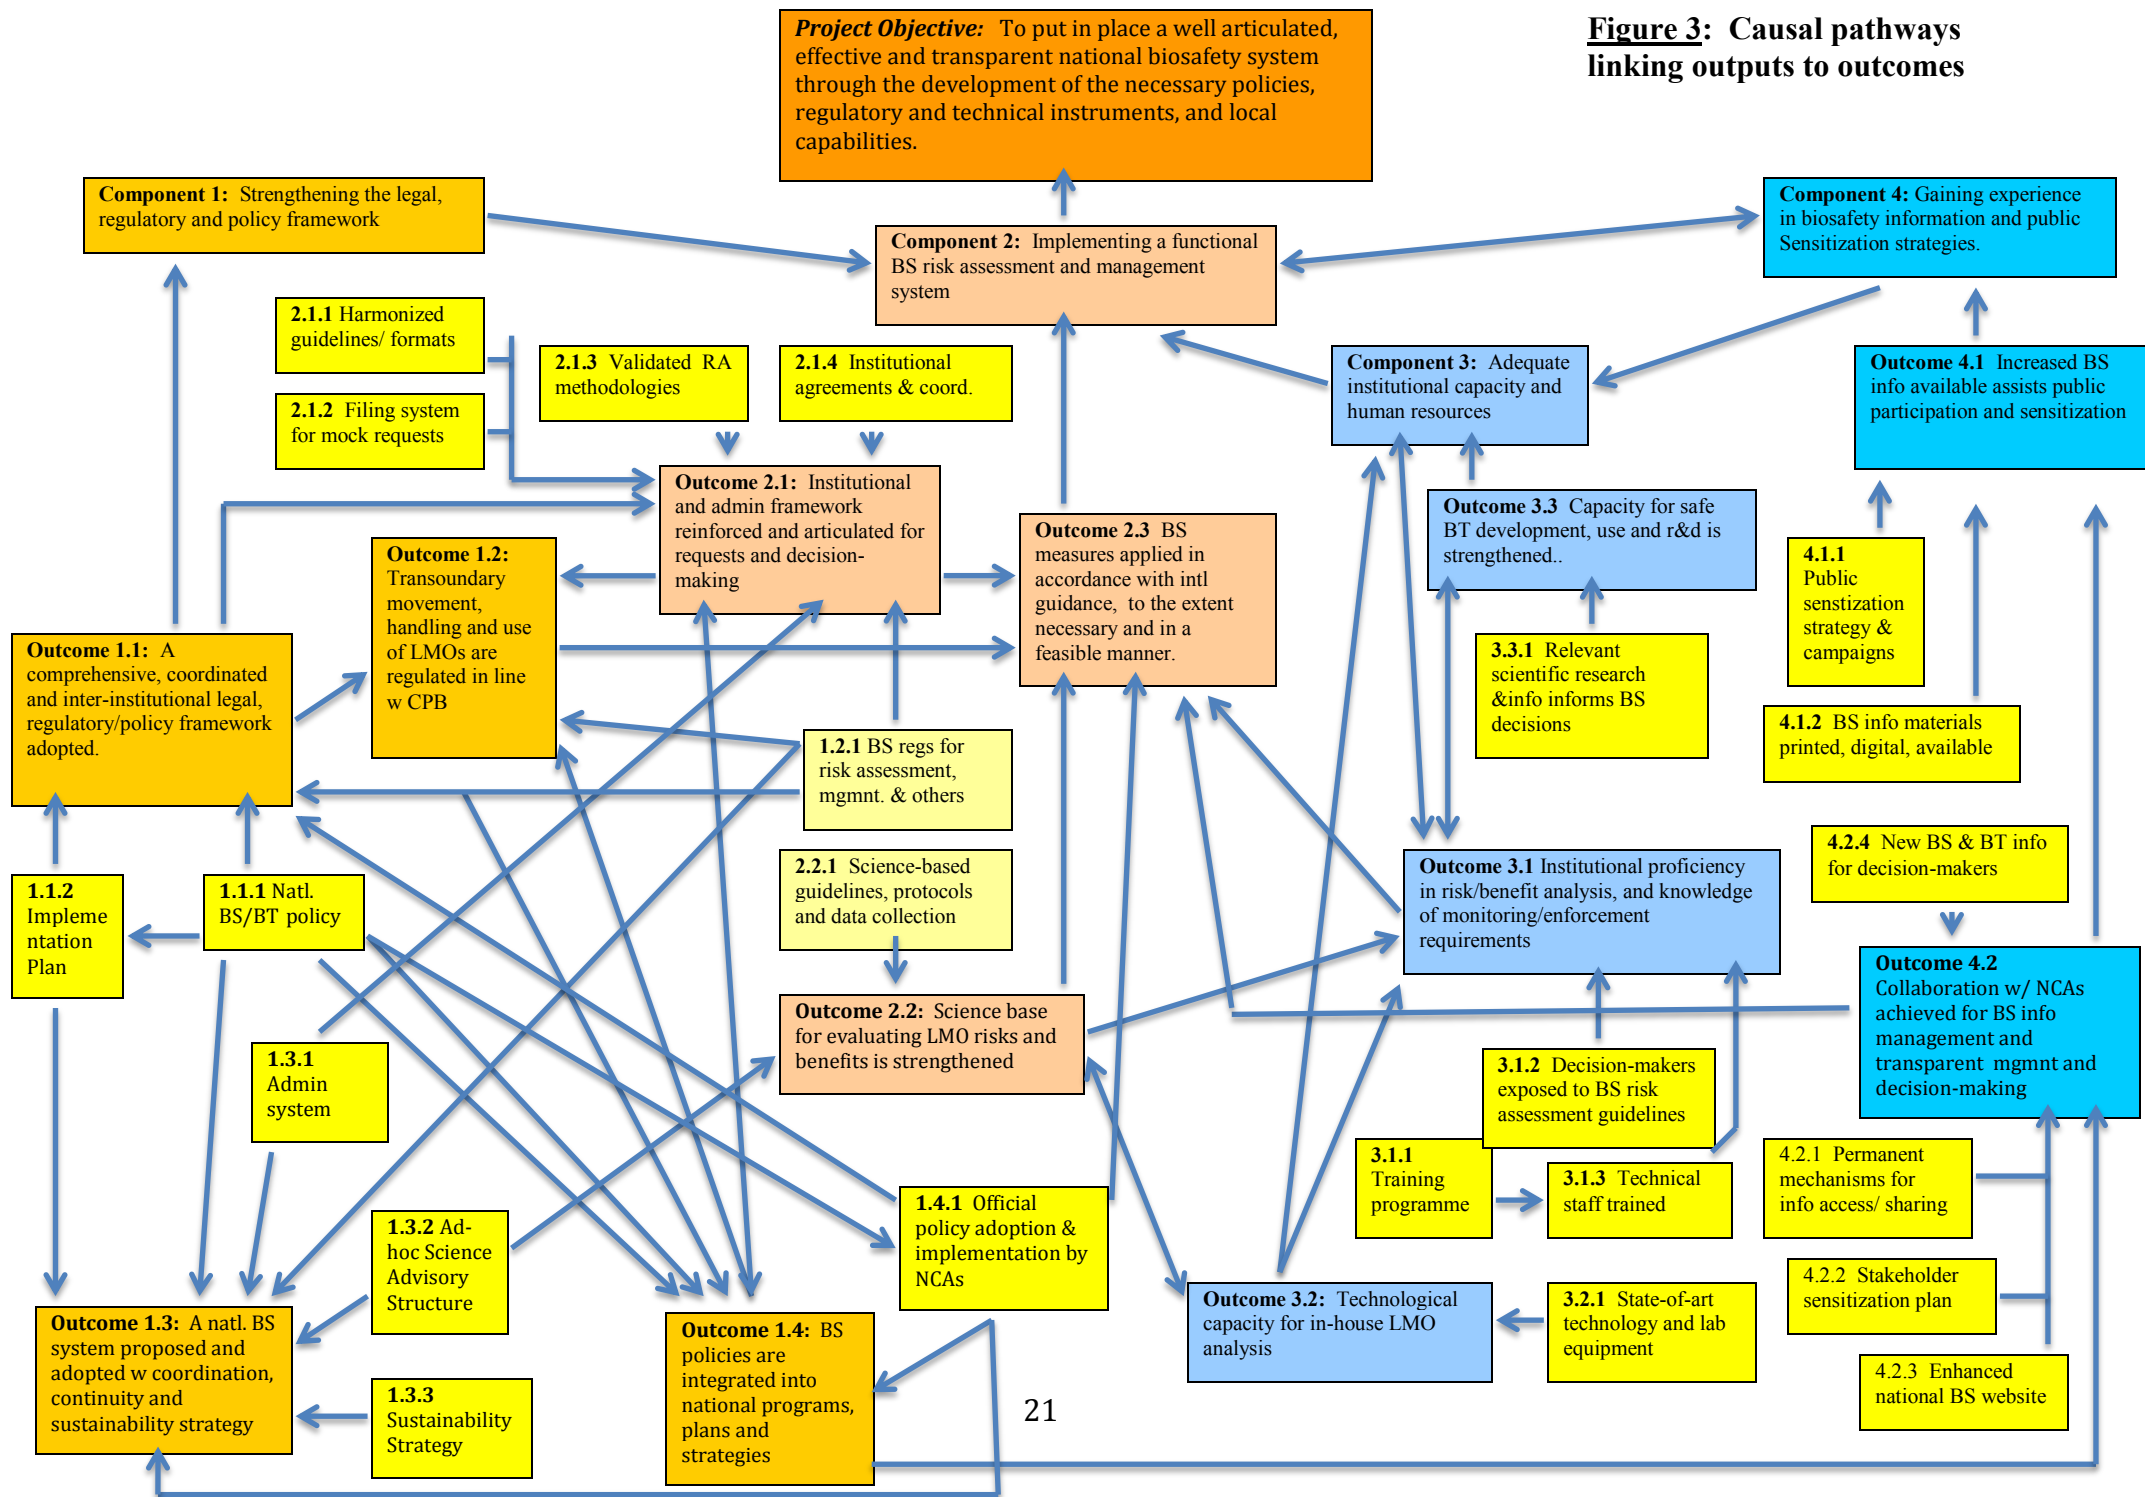 Project Objective: To put in place a well articulated,
effective and transparent national biosafety system
through the development of the necessary policies,
regulatory and technical instruments, and local
capabilities.
Figure 3: Causal pathways
linking outputs to outcomes
Component 1: Strengthening the legal,
regulatory and policy framework
Component 2: Implementing a functional
BS risk assessment and management
system
Component 4: Gaining experience
in biosafety information and public
Sensitization strategies.
2.1.1 Harmonized
guidelines/ formats
2.1.2 Filing system
for mock requests
2.1.3 Validated RA
methodologies
2.1.4 Institutional
agreements & coord.
Component 3: Adequate
institutional capacity and
human resources
Outcome 4.1 Increased BS
info available assists public
participation and sensitization
Outcome 2.1: Institutional
and admin framework
reinforced and articulated for
requests and decision-
making
Outcome 1.2:
Transoundary
movement,
handling and use
of LMOs are
regulated in line
w CPB
Outcome 2.3 BS
measures applied in
accordance with intl
guidance, to the extent
necessary and in a
feasible manner.
Outcome 3.3 Capacity for safe
BT development, use and r&d is
strengthened..
4.1.1
Public
senstization
strategy &
campaigns
Outcome 1.1: A
comprehensive, coordinated
and inter-institutional legal,
regulatory/policy framework
adopted.
3.3.1 Relevant
scientific research
&info informs BS
decisions
4.1.2 BS info materials
printed, digital, available
1.2.1 BS regs for
risk assessment,
mgmnt. & others
2.2.1 Science-based
guidelines, protocols
and data collection
Outcome 3.1 Institutional proficiency
in risk/benefit analysis, and knowledge
of monitoring/enforcement
requirements
4.2.4 New BS & BT info
for decision-makers
1.1.2
Impleme
ntation
Plan
1.1.1 Natl.
BS/BT policy
Outcome 4.2
Collaboration w/ NCAs
achieved for BS info
management and
transparent mgmnt and
decision-making
Outcome 2.2: Science base
for evaluating LMO risks and
benefits is strengthened
1.3.1
Admin
system
3.1.2 Decision-makers
exposed to BS risk
assessment guidelines
3.1.1
Training
programme
3.1.3 Technical
staff trained
4.2.1 Permanent
mechanisms for
info access/ sharing
1.3.2 Ad-
hoc Science
Advisory
Structure
1.4.1 Official
policy adoption &
implementation by
NCAs
4.2.2 Stakeholder
sensitization plan
Outcome 1.3: A natl. BS
system proposed and
adopted w coordination,
continuity and
sustainability strategy
Outcome 1.4: BS
policies are
integrated into
national programs,
plans and
strategies
Outcome 3.2: Technological
capacity for in-house LMO
analysis
3.2.1 State-of-art
technology and lab
equipment
4.2.3 Enhanced
national BS website
1.3.3
Sustainability
Strategy
21